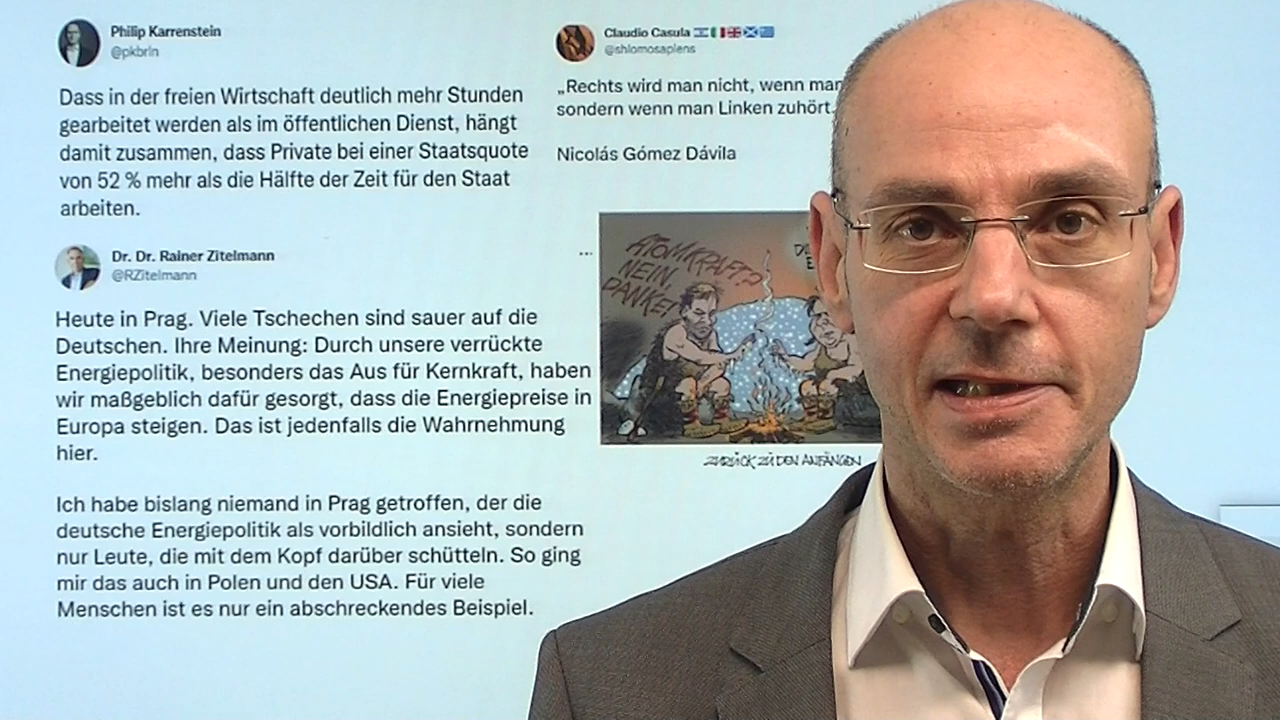 Philip Karrenstein
@pkbrln
Dass in der freien Wirtschaft deutlich mehr Stunden
gearbeitet werden als im öffentlichen Dienst, hängt
damit zusammen, dass Private bei einer Staatsquote
von 52 % mehr als die Hälfte der Zeit für den Staat
arbeiten.
Dr. Dr. Rainer Zitelmann
@RZitelmann
...
Heute in Prag. Viele Tschechen sind sauer auf die
Deutschen. Ihre Meinung: Durch unsere verrückte
Energiepolitik, besonders das Aus für Kernkraft, haben
wir maßgeblich dafür gesorgt, dass die Energiepreise in
Europa steigen. Das ist jedenfalls die Wahrnehmung
hier.
Ich habe bislang niemand in Prag getroffen, der die
deutsche Energiepolitik als vorbildlich ansieht, sondern
nur Leute, die mit dem Kopf darüber schütteln. So ging
mir das auch in Polen und den USA. Für viele
Menschen ist es nur ein abschreckendes Beispiel.
Claudio Casula
@shlomosapiens
„Rechts wird man nicht, wenn man
sondern wenn man Linken zuhört.
Nicolás Gómez Dávila
ATOMKRAFT??
NEIN,
DANKE!
ZURÜCK ZU DEN ANFÄNGEN